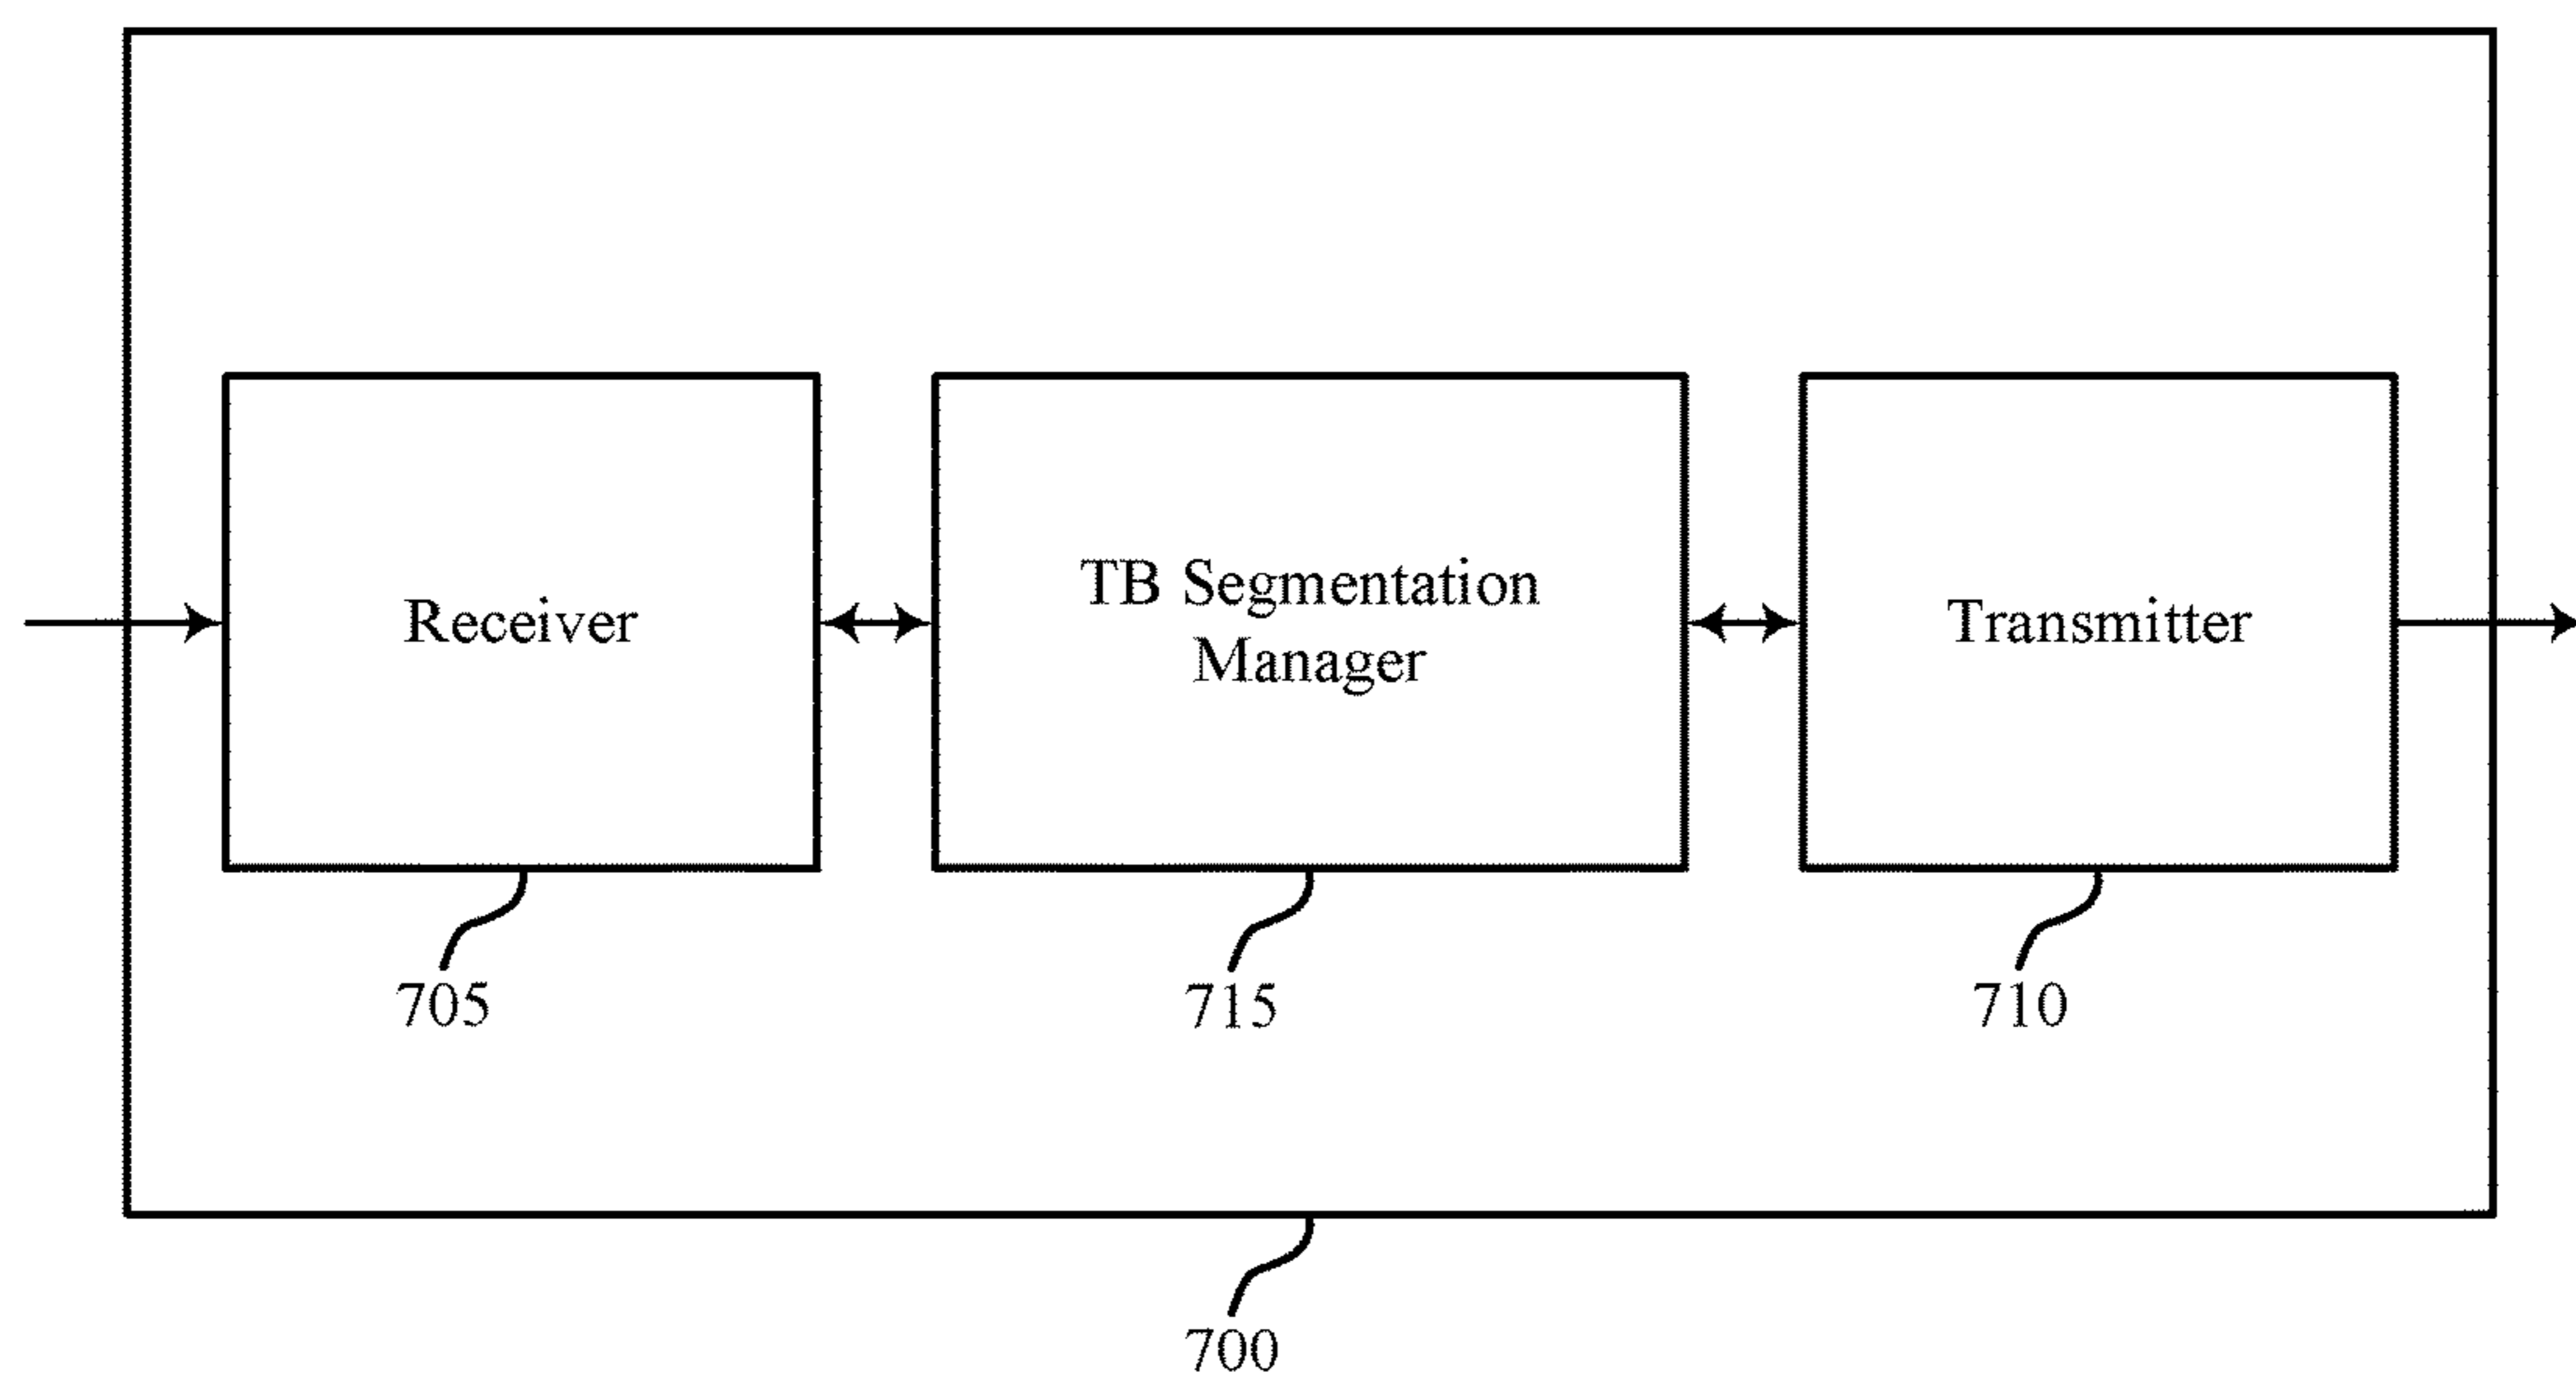 Receiver
TB Segmentation
Manager
Transmitter
705
715
710
700